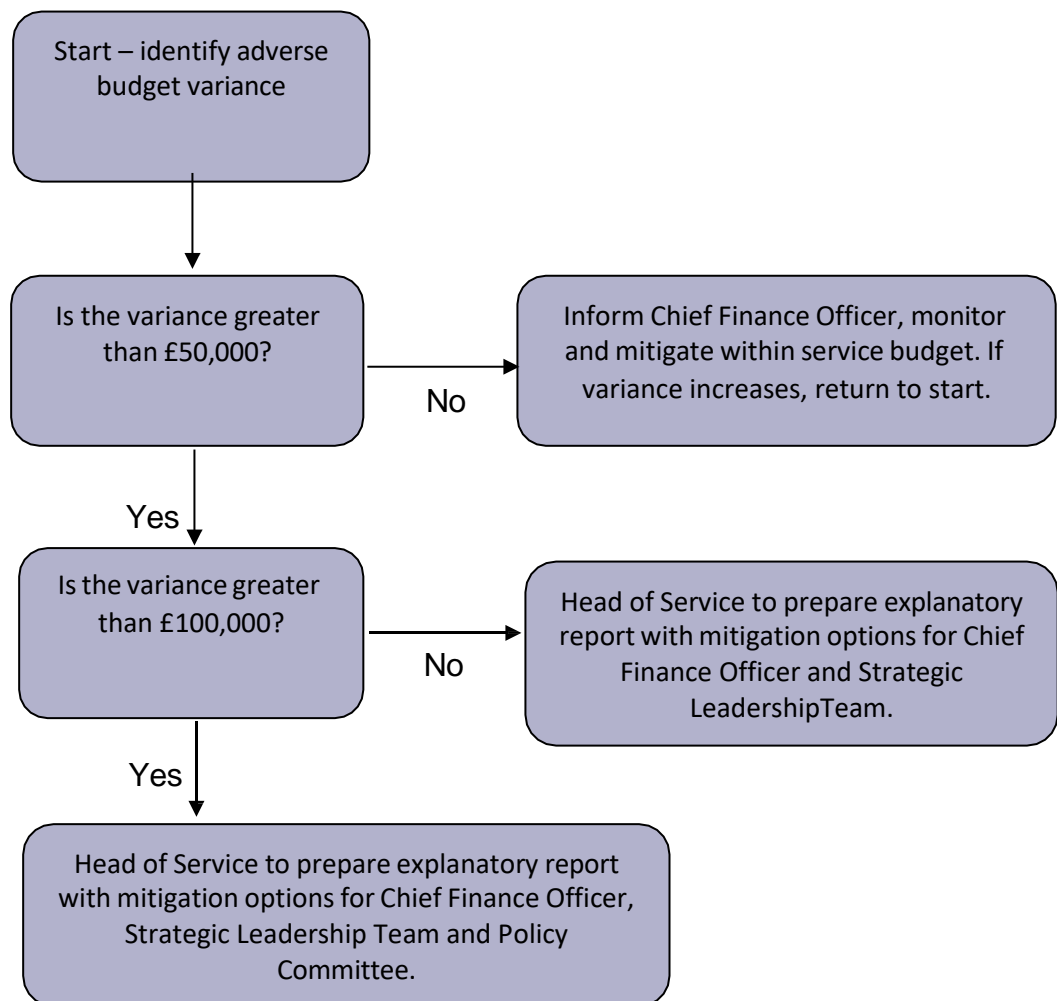 Start – identify adverse
budget variance
Is the variance greater
than £50,000?
No
Inform Chief Finance Officer, monitor
and mitigate within service budget. If
variance increases, return to start.
Yes
Is the variance greater
than £100,000?
No
Head of Service to prepare explanatory
report with mitigation options for Chief
Finance Officer and Strategic
LeadershipTeam.
Yes
Head of Service to prepare explanatory report
with mitigation options for Chief Finance Officer,
Strategic Leadership Team and Policy
Committee.